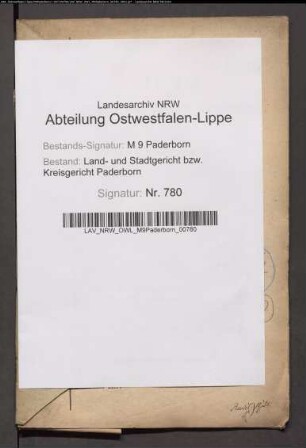 Landesarchiv NRW
Abteilung Ostwestfalen-Lippe
Bestands-Signatur: M 9 Paderborn
Bestand: Land- und Stadtgericht bzw.
Kreisgericht Paderborn
Signatur: Nr. 780
LAV_NRW_OWL_M9Paderborn_00780